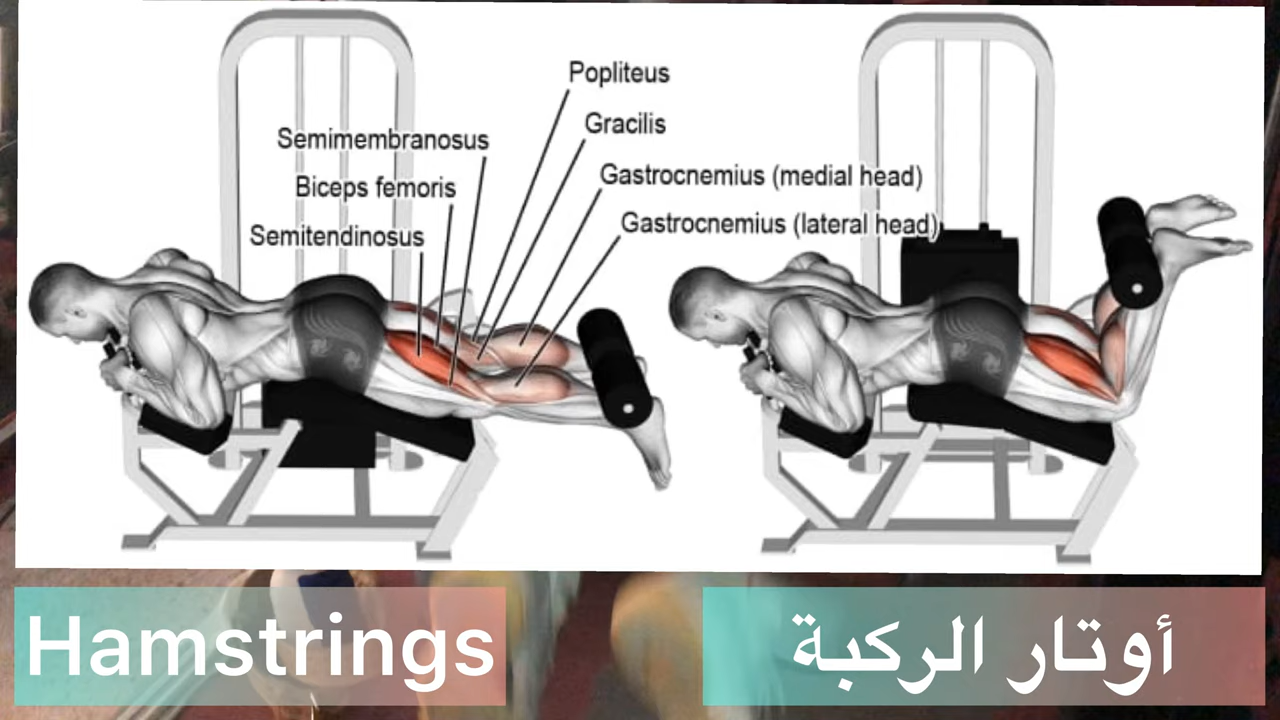 Popliteus
Gracilis
Semimembranosus
Gastrocnemius (medial head)
Biceps femoris
Gastrocnemius (lateral head)
Semitendinosus
Hamstrings
أوتار الركبة